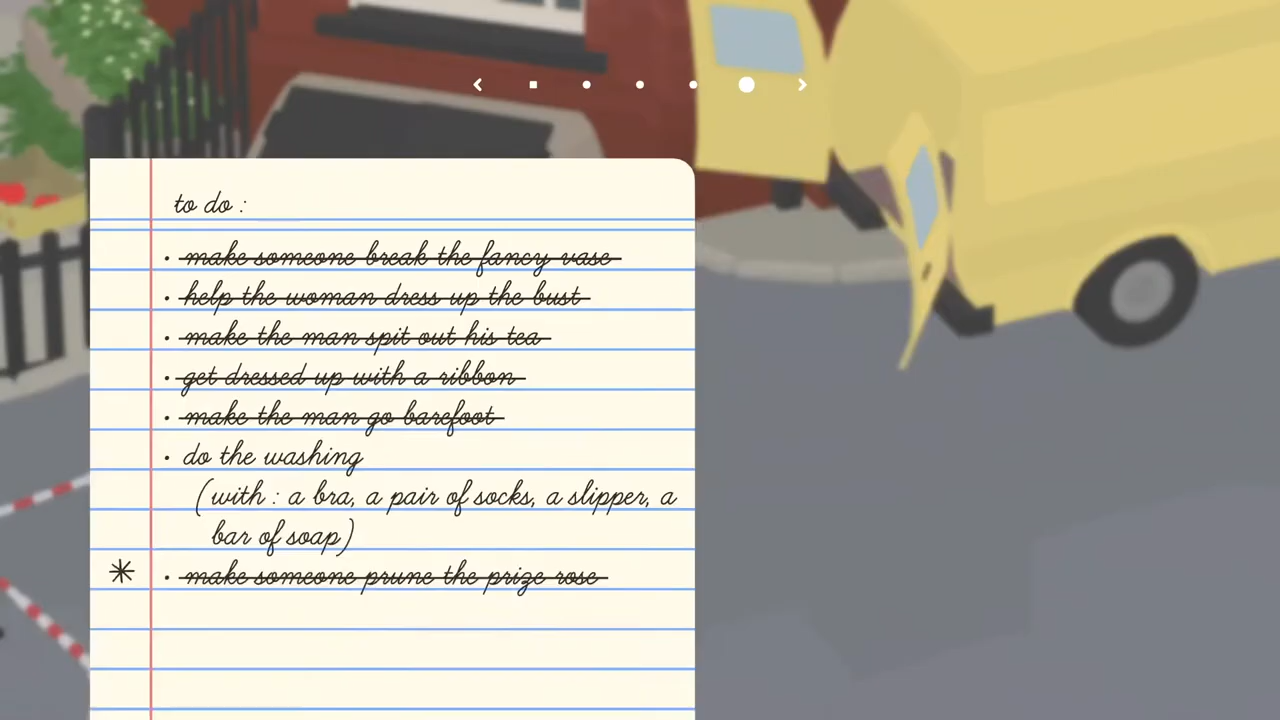 to do :
• make someone break the fancy vase
• help the woman dress up the bust
• make the man spit out his tea
• get dressed up with a ribbon
• make the man go barefoot
• do the washing
(with : a bra, a pair of socks, a slipper, a
bar of soap)
* • make someone prune the prize rose